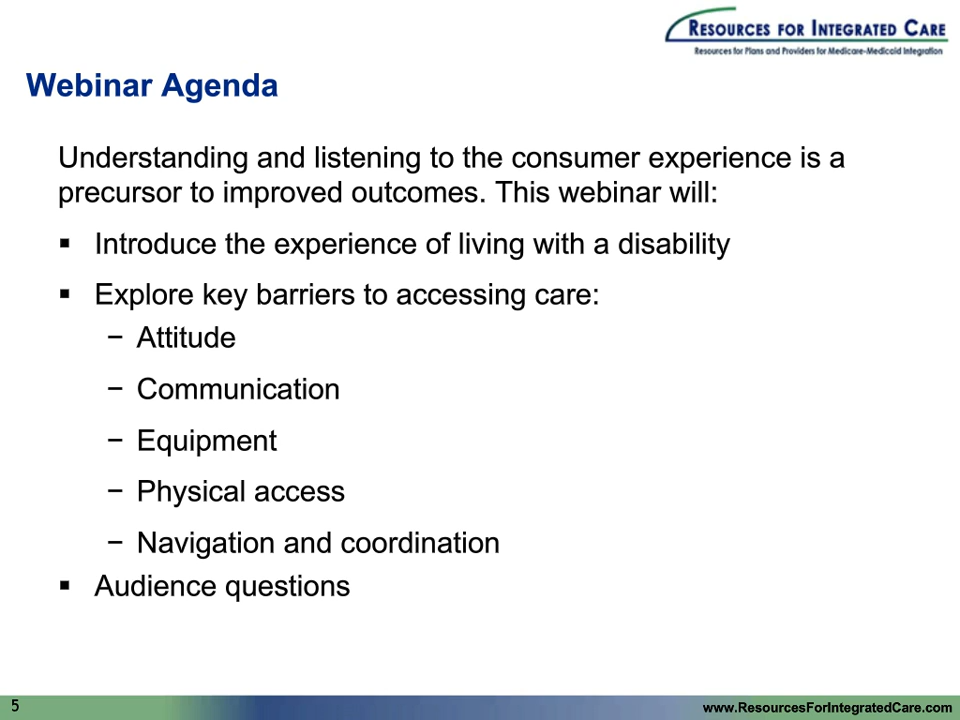 RESOURCES FOR INTEGRATED CARE
Resources for Plans and Providers for Medicare-Medicaid Integration
Webinar Agenda
Understanding and listening to the consumer experience is a
precursor to improved outcomes. This webinar will:
▪ Introduce the experience of living with a disability
▪ Explore key barriers to accessing care:
− Attitude
− Communication
− Equipment
− Physical access
− Navigation and coordination
▪ Audience questions
5
www.ResourcesForIntegratedCare.com